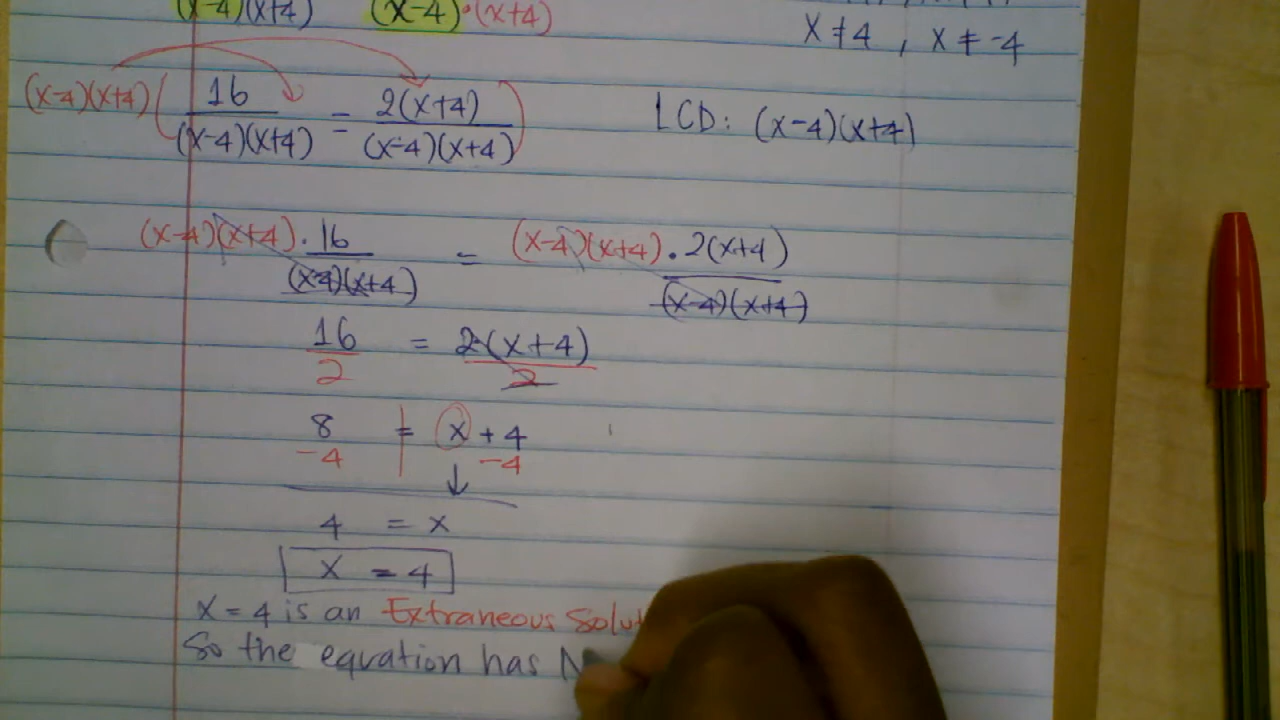 (x-4)(x+4) (x-4)·(x+4)
x≠4 , x≠-4
(x-4)(x+4) ( 16 / (x-4)(x+4) = 2(x+4) / (x-4)(x+4) )
LCD: (x-4)(x+4)
(x-4)(x+4) · 16 / (x-4)(x+4) = (x-4)(x+4) · 2(x+4) / (x-4)(x+4)
16 / 2 = 2(x+4) / 2
8 = x + 4
-4 -4
4 = x
x = 4
x = 4 is an Extraneous
So the equation has